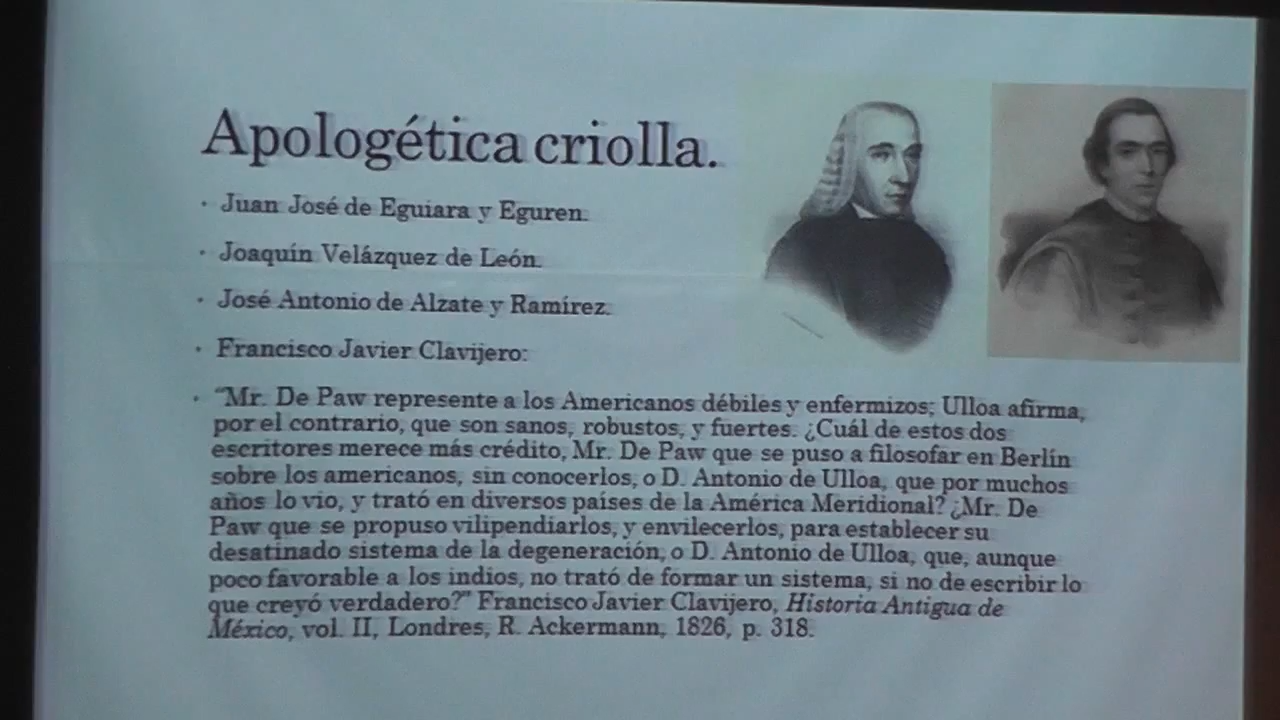 Apologética criolla.
• Juan José de Eguiara y Eguren.
• Joaquín Velázquez de León.
• José Antonio de Alzate y Ramírez.
• Francisco Javier Clavijero:
• “Mr. De Paw represente a los Americanos débiles y enfermizos; Ulloa afirma,
por el contrario, que son sanos, robustos, y fuertes. ¿Cuál de estos dos
escritores merece más crédito, Mr. De Paw que se puso a filosofar en Berlín
sobre los americanos, sin conocerlos, o D. Antonio de Ulloa, que por muchos
años lo vio, y trató en diversos países de la América Meridional? ¿Mr. De
Paw que se propuso vilipendiarlos, y envilecerlos, para establecer su
desatinado sistema de la degeneración, o D. Antonio de Ulloa, que, aunque
poco favorable a los indios, no trató de formar un sistema, si no de escribir lo
que creyó verdadero?” Francisco Javier Clavijero, Historia Antigua de
México, vol. II, Londres, R. Ackermann, 1826, p. 318.